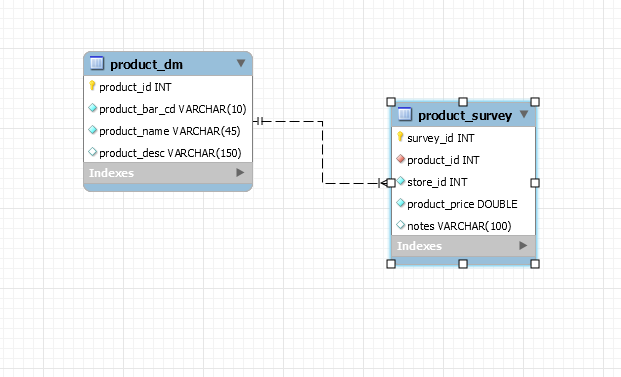 product_dm
product_id INT
product_bar_cd VARCHAR(10)
product_name VARCHAR(45)
product_desc VARCHAR(150)
Indexes
product_survey
survey_id INT
product_id INT
store_id INT
product_price DOUBLE
notes VARCHAR(100)
Indexes